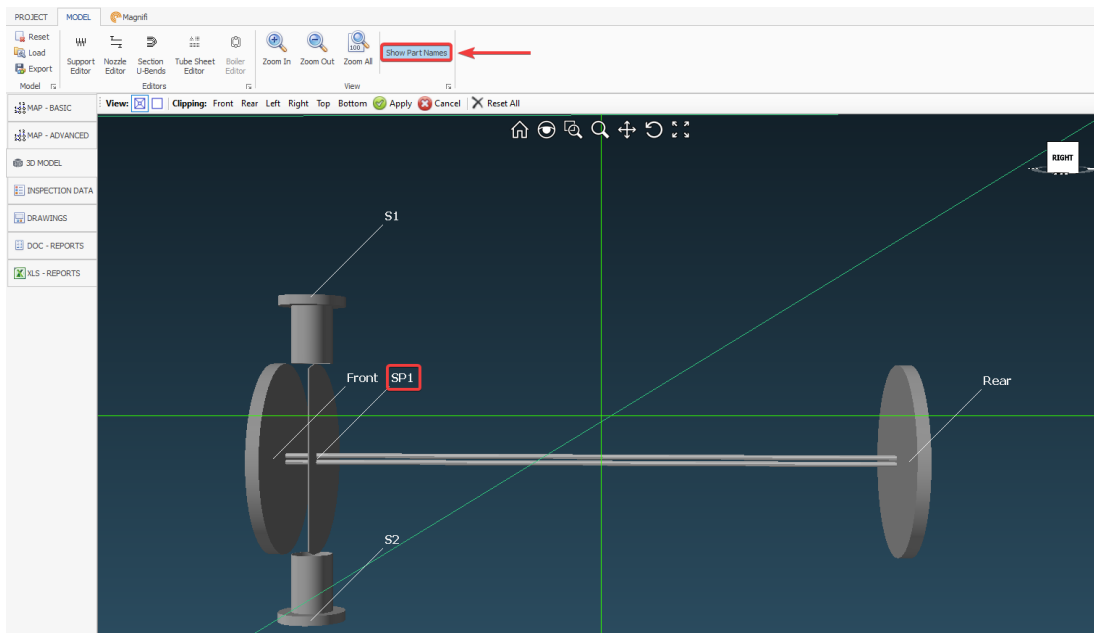 PROJECT MODEL Magnifi
Reset
Load
Export
Support Editor
Nozzle Editor
Section U-Bends
Tube Sheet Editor
Boiler Editor
Zoom In
Zoom Out
100
Zoom All
Show Part Names
Model Editors View
View: Clipping: Front Rear Left Right Top Bottom Apply Cancel Reset All
MAP - BASIC
MAP - ADVANCED
3D MODEL
INSPECTION DATA
DRAWINGS
DOC - REPORTS
XLS - REPORTS
RIGHT
S1
Front SP1
Rear
S2